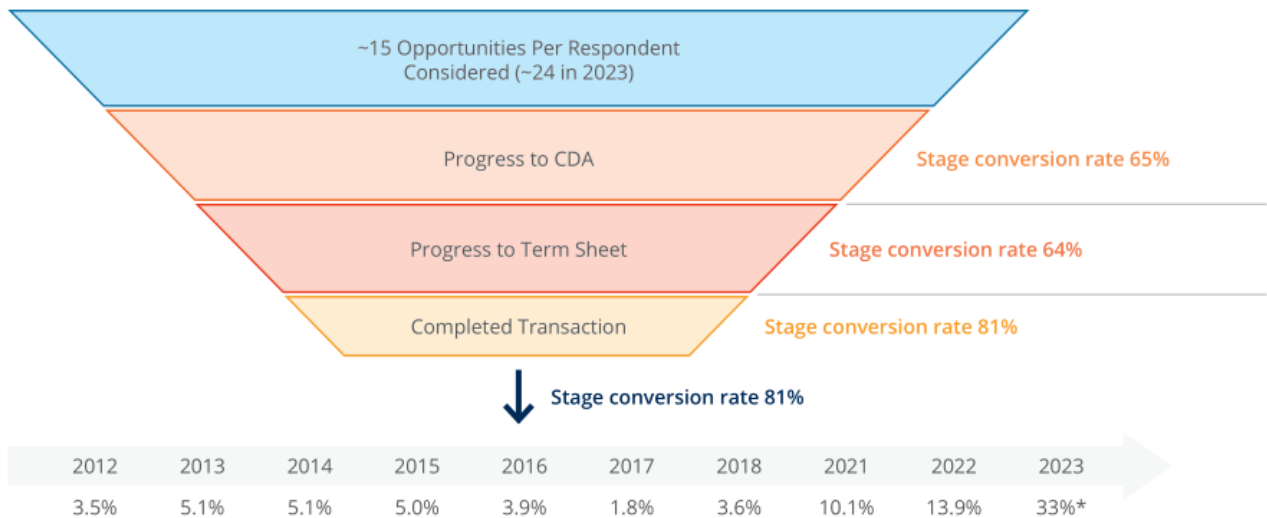 ~15 Opportunities Per Respondent
Considered (~24 in 2023)
Progress to CDA
Stage conversion rate 65%
Progress to Term Sheet
Stage conversion rate 64%
Completed Transaction
Stage conversion rate 81%
Stage conversion rate 81%
2012 2013 2014 2015 2016 2017 2018 2021 2022 2023
3.5% 5.1% 5.1% 5.0% 3.9% 1.8% 3.6% 10.1% 13.9% 33%*